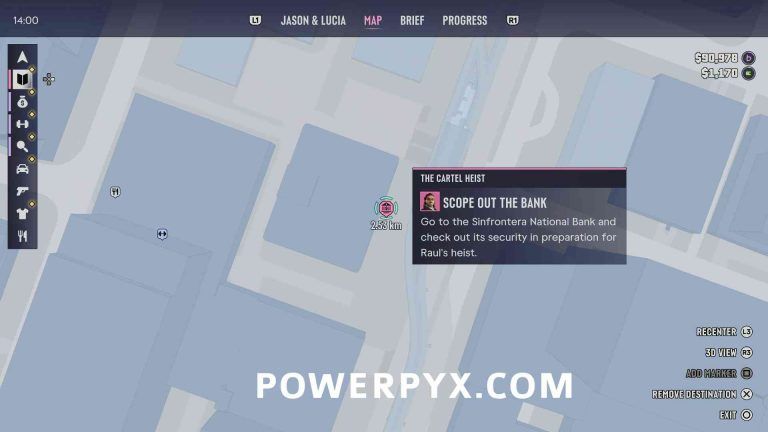 14:00
L1 JASON & LUCIA MAP BRIEF PROGRESS R1
$90,978
$1,170
THE CARTEL HEIST
SCOPE OUT THE BANK
Go to the Sinfrontera National Bank and
check out its security in preparation for
Raul's heist.
2.53 km
RECENTER L3
3D VIEW R3
ADD MARKER
REMOVE DESTINATION
EXIT
POWERPYX.COM